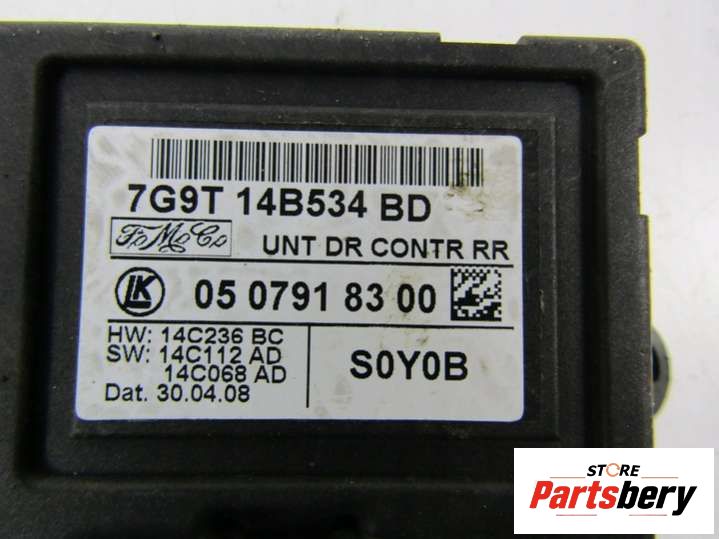 7G9T 14B534 BD
FoMoCo
UNT DR CONTR RR
LK
05 0791 83 00
HW: 14C236 BC
SW: 14C112 AD
14C068 AD
Dat. 30.04.08
S0Y0B
STORE
Partsbery